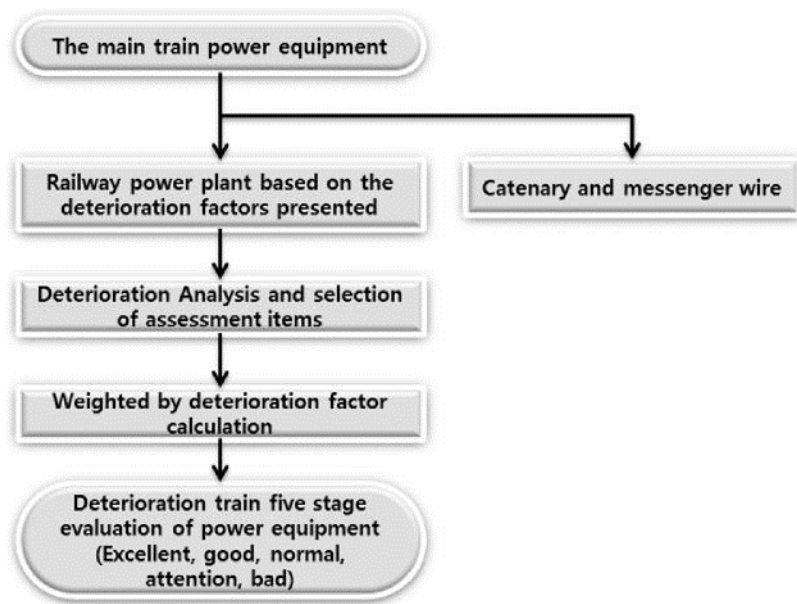 The main train power equipment
Railway power plant based on the
deterioration factors presented
Catenary and messenger wire
Deterioration Analysis and selection
of assessment items
Weighted by deterioration factor
calculation
Deterioration train five stage
evaluation of power equipment
(Excellent, good, normal,
attention, bad)